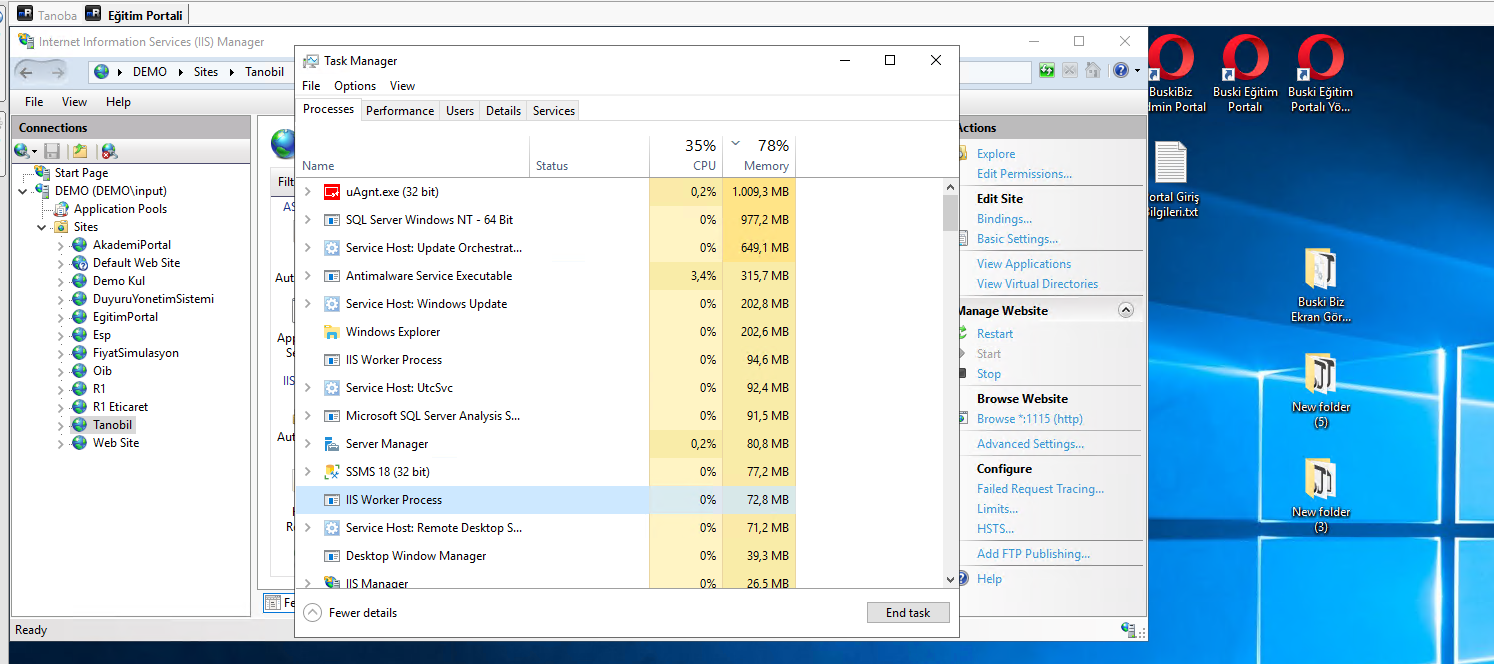 Tanoba
Eğitim Portali
Internet Information Services (IIS) Manager
DEMO
Sites
Tanobil
File View Help
Connections
Start Page
DEMO (DEMO\input)
Application Pools
Sites
AkademiPortal
Default Web Site
Demo Kul
DuyuruYonetimSistemi
EgitimPortal
Esp
FiyatSimulasyon
Oib
R1
R1 Eticaret
Tanobil
Web Site
Ready
Filt
AS
Aut
App
Se
IIS
Aut
Re
Fe
Task Manager
File Options View
Processes Performance Users Details Services
35% 78%
Name Status CPU Memory
uAgnt.exe (32 bit) 0,2% 1.009,3 MB
SQL Server Windows NT - 64 Bit 0% 977,2 MB
Service Host: Update Orchestrat... 0% 649,1 MB
Antimalware Service Executable 3,4% 315,7 MB
Service Host: Windows Update 0% 202,8 MB
Windows Explorer 0% 202,6 MB
IIS Worker Process 0% 94,6 MB
Service Host: UtcSvc 0% 92,4 MB
Microsoft SQL Server Analysis S... 0% 91,5 MB
Server Manager 0,2% 80,8 MB
SSMS 18 (32 bit) 0% 77,2 MB
IIS Worker Process 0% 72,8 MB
Service Host: Remote Desktop S... 0% 71,2 MB
Desktop Window Manager 0% 39,3 MB
IIS Manager 0% 26,5 MB
Fewer details
End task
Actions
Explore
Edit Permissions...
Edit Site
Bindings...
Basic Settings...
View Applications
View Virtual Directories
Manage Website
Restart
Start
Stop
Browse Website
Browse *:1115 (http)
Advanced Settings...
Configure
Failed Request Tracing...
Limits...
HSTS...
Add FTP Publishing...
Help
BuskiBiz
dmin Portal
Buski Eğitim
Portalı
Buski Eğitim
Portalı Yö...
ortal Giriş
ilgileri.txt
Buski Biz
Ekran Gör...
New folder
(5)
New folder
(3)